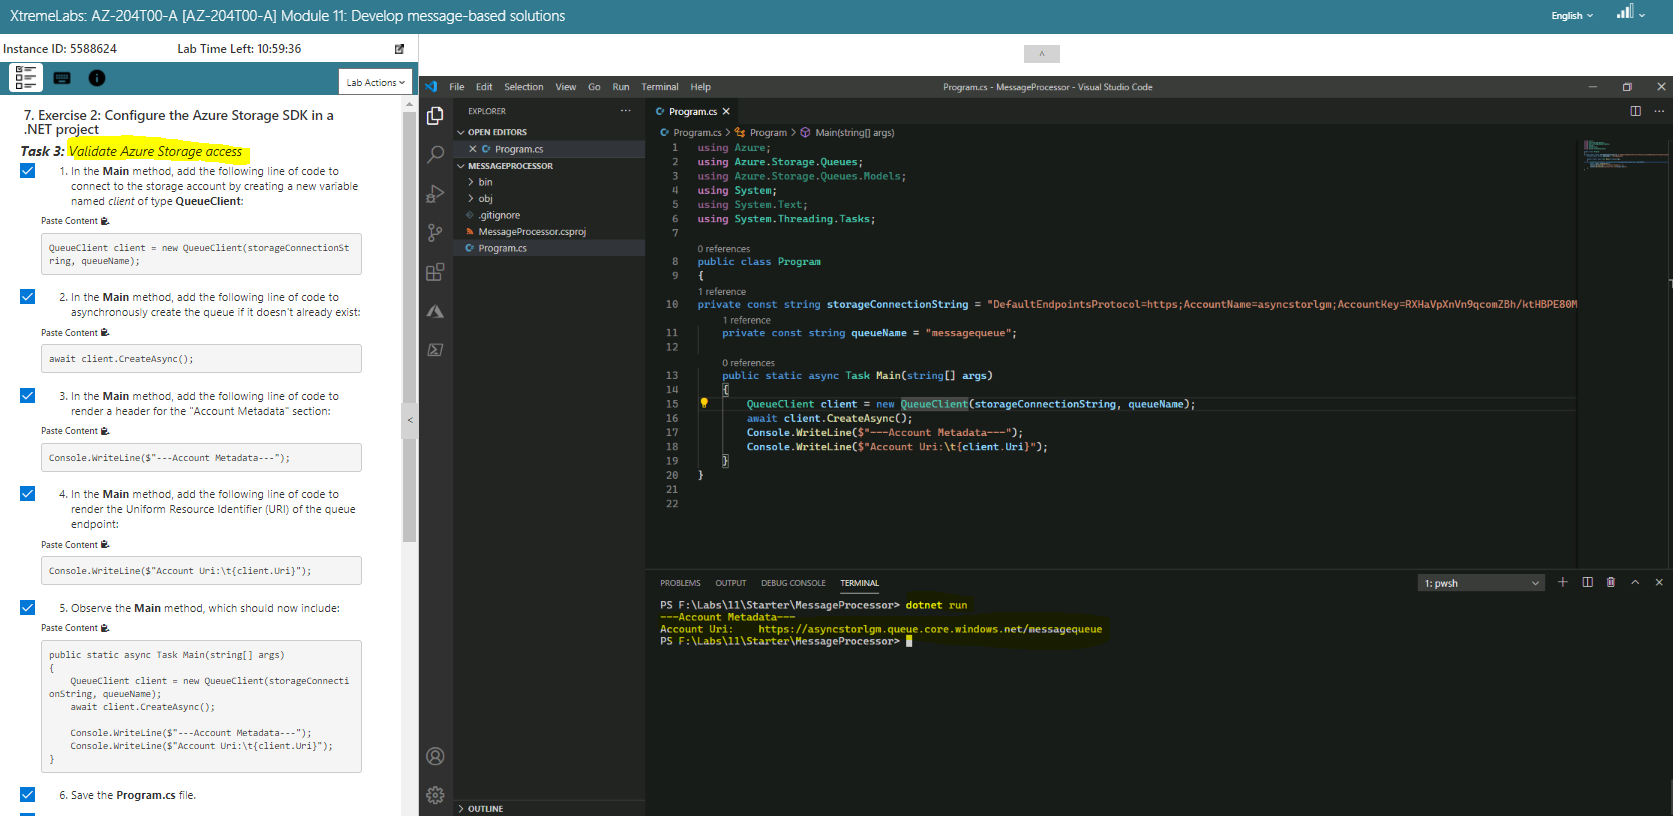 XtremeLabs: AZ-204T00-A [AZ-204T00-A] Module 11: Develop message-based solutions
English
Instance ID: 5588624
Lab Time Left: 10:59:36
Lab Actions
7. Exercise 2: Configure the Azure Storage SDK in a
.NET project
Task 3: Validate Azure Storage access
1. In the Main method, add the following line of code to
connect to the storage account by creating a new variable
named client of type QueueClient:
Paste Content
QueueClient client = new QueueClient(storageConnectionSt
ring, queueName);
2. In the Main method, add the following line of code to
asynchronously create the queue if it doesn't already exist:
Paste Content
await client.CreateAsync();
3. In the Main method, add the following line of code to
render a header for the "Account Metadata" section:
Paste Content
Console.WriteLine($"---Account Metadata---");
4. In the Main method, add the following line of code to
render the Uniform Resource Identifier (URI) of the queue
endpoint:
Paste Content
Console.WriteLine($"Account Uri:\t{client.Uri}");
5. Observe the Main method, which should now include:
Paste Content
public static async Task Main(string[] args)
{
QueueClient client = new QueueClient(storageConnecti
onString, queueName);
await client.CreateAsync();
Console.WriteLine($"---Account Metadata---");
Console.WriteLine($"Account Uri:\t{client.Uri}");
}
6. Save the Program.cs file.
<
^
File Edit Selection View Go Run Terminal Help
Program.cs - MessageProcessor - Visual Studio Code
EXPLORER
OPEN EDITORS
Program.cs
MESSAGEPROCESSOR
bin
obj
.gitignore
MessageProcessor.csproj
Program.cs
OUTLINE
Program.cs
Program.cs > Program > Main(string[] args)
1 using Azure;
2 using Azure.Storage.Queues;
3 using Azure.Storage.Queues.Models;
4 using System;
5 using System.Text;
6 using System.Threading.Tasks;
7
0 references
8 public class Program
9 {
1 reference
10 private const string storageConnectionString = "DefaultEndpointsProtocol=https;AccountName=asyncstorlgm;AccountKey=RXHaVpXnVn9qcomZBh/ktHBPE80M
1 reference
11 private const string queueName = "messagequeue";
12
0 references
13 public static async Task Main(string[] args)
14 {
15 QueueClient client = new QueueClient(storageConnectionString, queueName);
16 await client.CreateAsync();
17 Console.WriteLine($"---Account Metadata---");
18 Console.WriteLine($"Account Uri:\t{client.Uri}");
19 }
20 }
21
22
PROBLEMS OUTPUT DEBUG CONSOLE TERMINAL
1: pwsh
PS F:\Labs\11\Starter\MessageProcessor> dotnet run
---Account Metadata---
Account Uri: https://asyncstorlgm.queue.core.windows.net/messagequeue
PS F:\Labs\11\Starter\MessageProcessor>